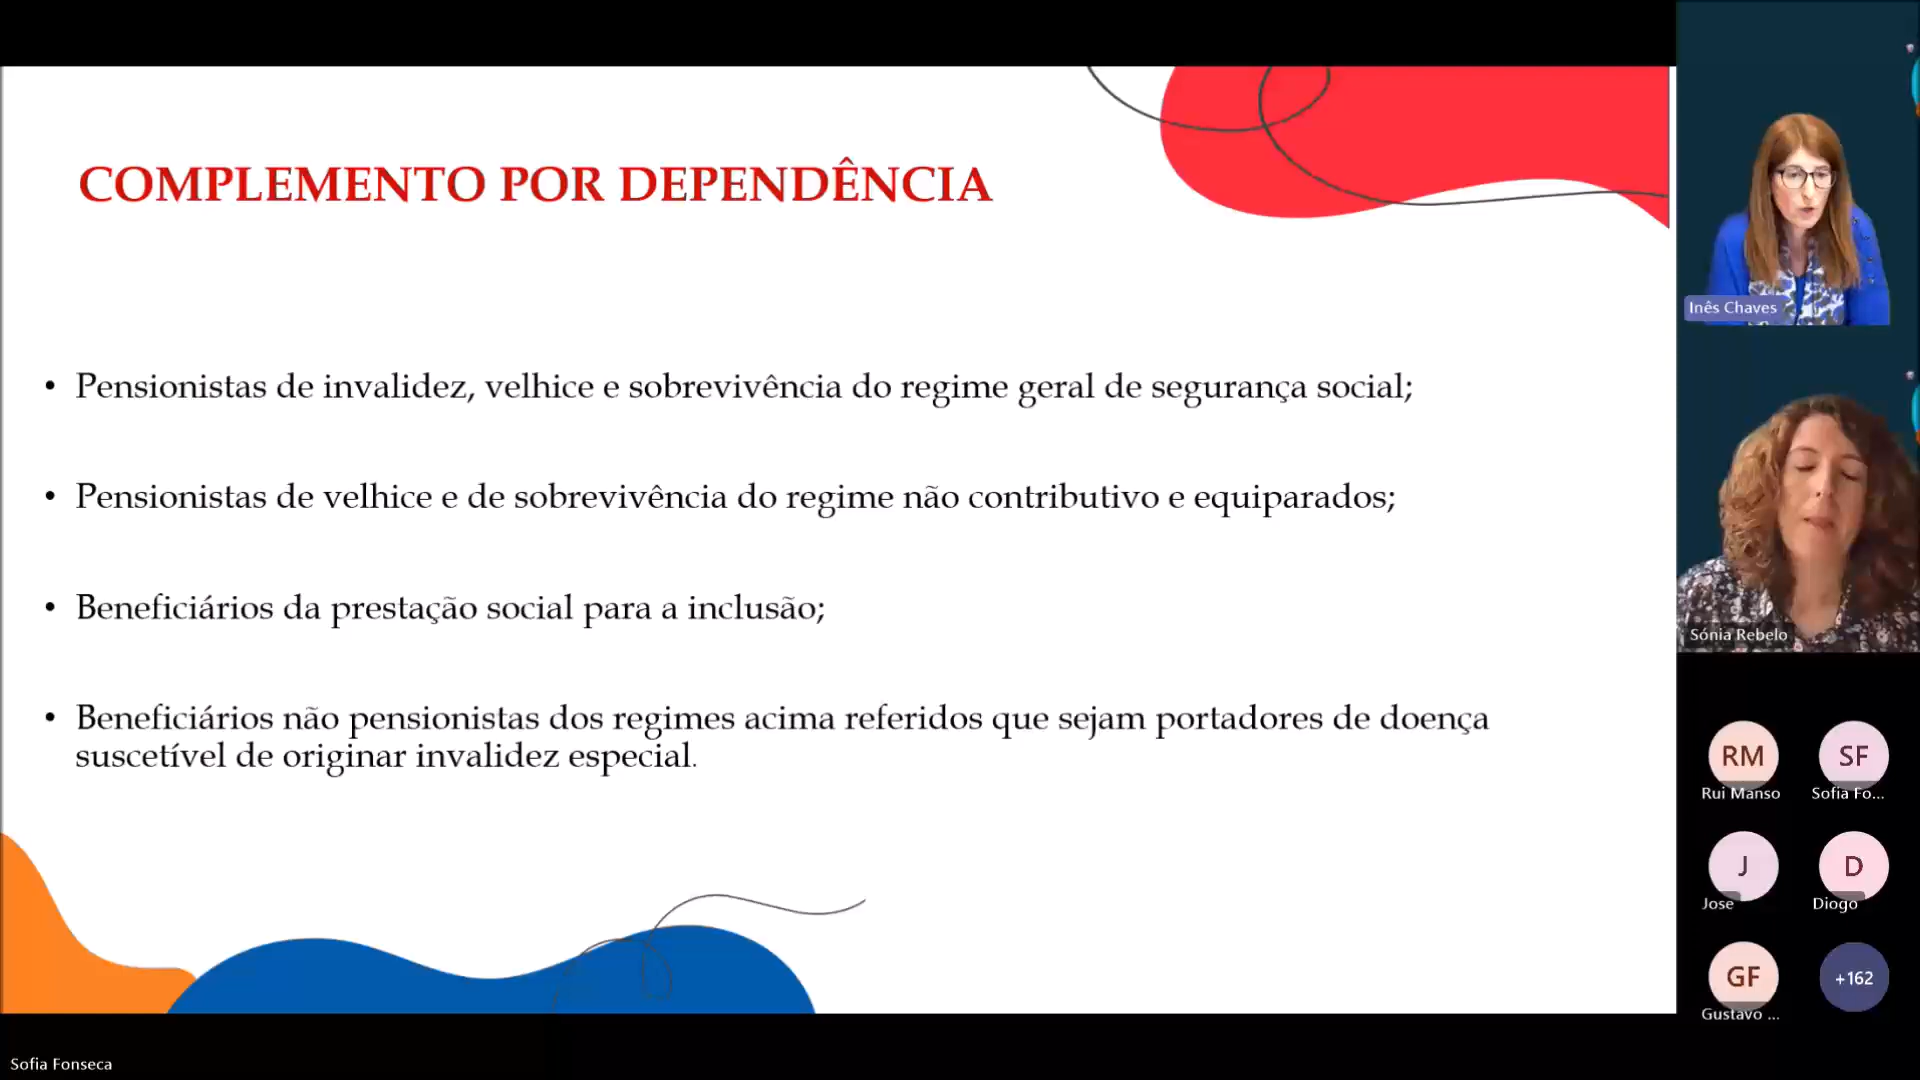 COMPLEMENTO POR DEPENDÊNCIA
• Pensionistas de invalidez, velhice e sobrevivência do regime geral de segurança social;
• Pensionistas de velhice e de sobrevivência do regime não contributivo e equiparados;
• Beneficiários da prestação social para a inclusão;
• Beneficiários não pensionistas dos regimes acima referidos que sejam portadores de doença
suscetível de originar invalidez especial.
Inês Chaves
Sónia Rebelo
RM
SF
Rui Manso
Sofia Fo...
J
D
Jose
Diogo
GF
+162
Gustavo ...
Sofia Fonseca